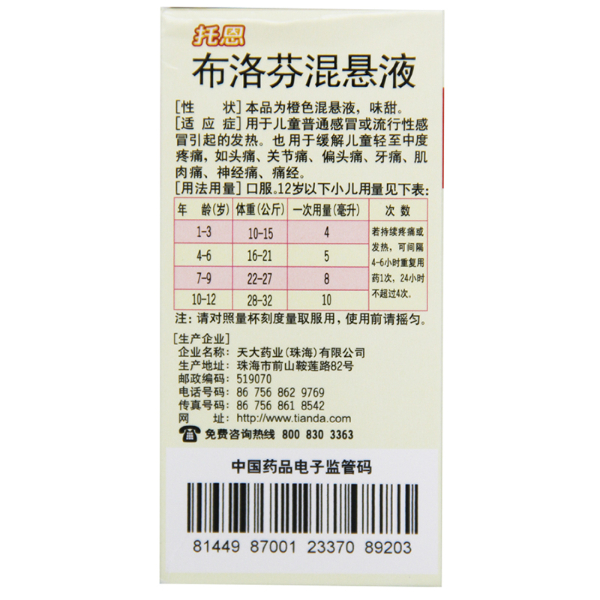 托恩
布洛芬混悬液
[性 状] 本品为橙色混悬液，味甜。
[适应症] 用于儿童普通感冒或流行性感
冒引起的发热。也用于缓解儿童轻至中度
疼痛，如头痛、关节痛、偏头痛、牙痛、肌
肉痛、神经痛、痛经。
[用法用量] 口服。12岁以下小儿用量见下表：
年 龄(岁) 体重(公斤) 一次用量(毫升) 次 数
1-3 10-15 4
4-6 16-21 5
7-9 22-27 8
10-12 28-32 10
若持续疼痛或
发热，可间隔
4-6小时重复用
药1次，24小时
不超过4次.
注：请对照量杯刻度量取服用，使用前请摇匀。
[生产企业]
企业名称：天大药业(珠海)有限公司
生产地址：珠海市前山鞍莲路82号
邮政编码：519070
电话号码：86 756 862 9769
传真号码：86 756 861 8542
网 址：http://www.tianda.com
免费咨询热线 800 830 3363
中国药品电子监管码
81449 87001 23370 89203